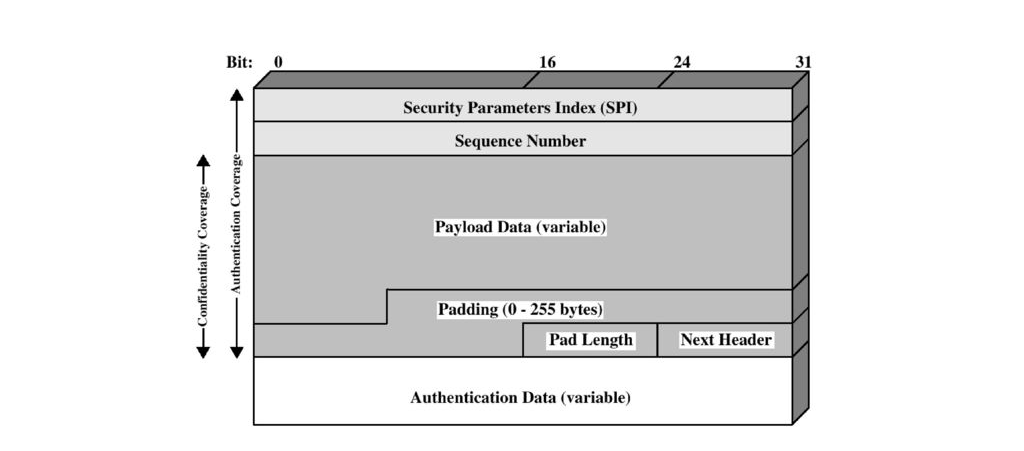 Bit: 0 16 24 31
Security Parameters Index (SPI)
Sequence Number
Confidentiality Coverage
Authentication Coverage
Payload Data (variable)
Padding (0 - 255 bytes)
Pad Length Next Header
Authentication Data (variable)